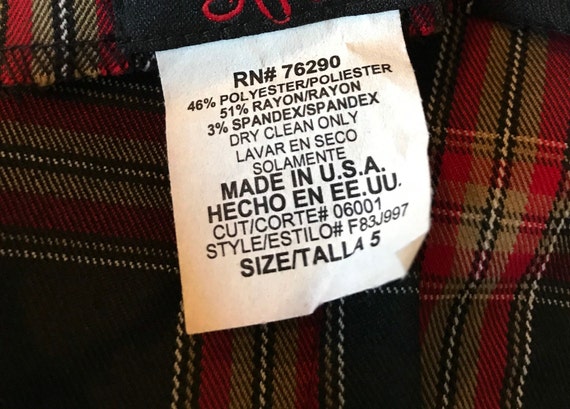 RN# 76290
46% POLYESTER/POLIESTER
51% RAYON/RAYON
3% SPANDEX/SPANDEX
DRY CLEAN ONLY
LAVAR EN SECO
SOLAMENTE
MADE IN U.S.A.
HECHO EN EE.UU.
CUT/CORTE# 06001
STYLE/ESTILO# F83J997
SIZE/TALLA 5